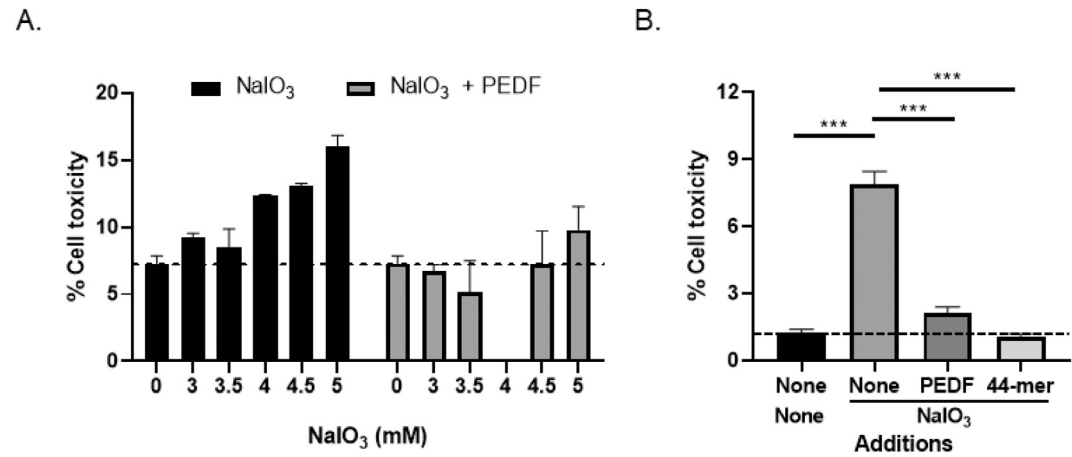 A.
NaIO₃ NaIO₃ + PEDF
% Cell toxicity
20
15
10
5
0
0 3 3.5 4 4.5 5 0 3 3.5 4 4.5 5
NaIO₃ (mM)
B.
% Cell toxicity
12
9
6
3
0
***
***
***
None None PEDF 44-mer
None NaIO₃
Additions